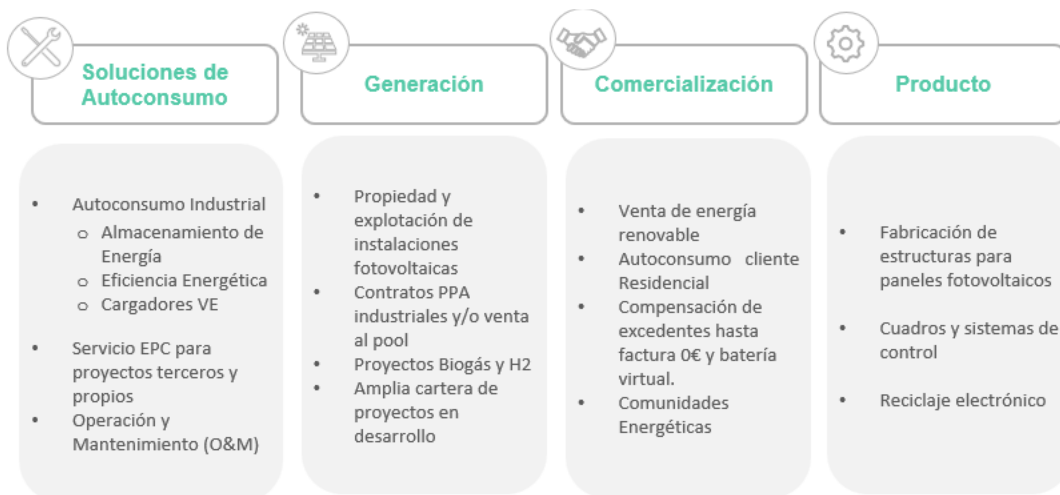 Soluciones de
Autoconsumo
• Autoconsumo Industrial
o Almacenamiento de
Energía
o Eficiencia Energética
o Cargadores VE
• Servicio EPC para
proyectos terceros y
propios
• Operación y
Mantenimiento (O&M)
Generación
• Propiedad y
explotación de
instalaciones
fotovoltaicas
• Contratos PPA
industriales y/o venta
al pool
• Proyectos Biogás y H2
• Amplia cartera de
proyectos en
desarrollo
Comercialización
• Venta de energía
renovable
• Autoconsumo cliente
Residencial
• Compensación de
excedentes hasta
factura 0€ y batería
virtual.
• Comunidades
Energéticas
Producto
• Fabricación de
estructuras para
paneles fotovoltaicos
• Cuadros y sistemas de
control
• Reciclaje electrónico